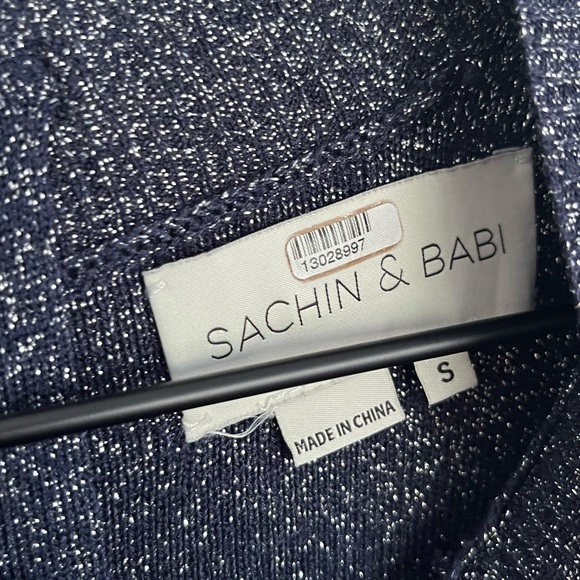 13028997
SACHIN & BABI
S
MADE IN CHINA